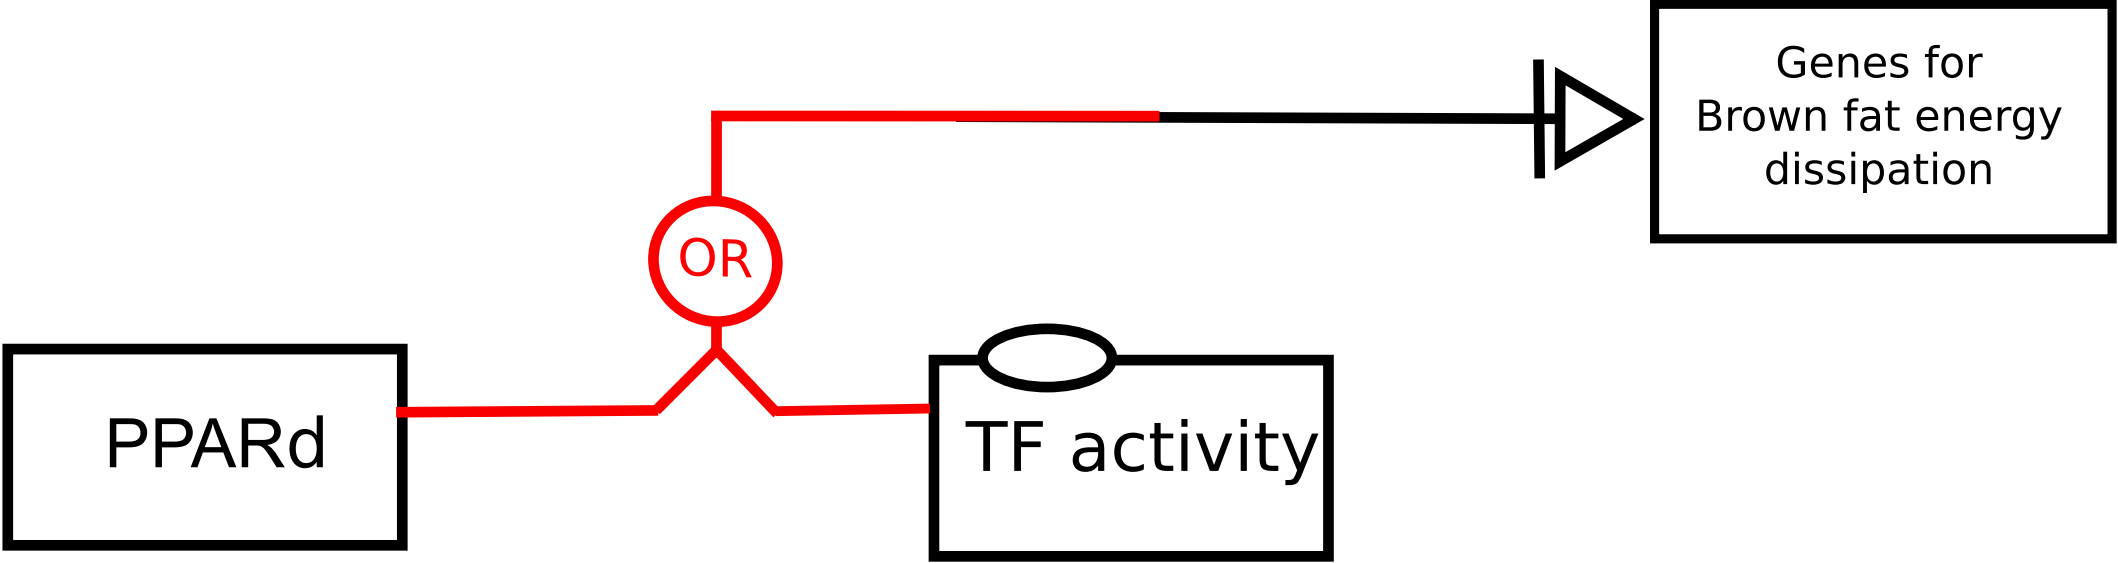 Genes for
Brown fat energy
dissipation
OR
PPARd
TF activity